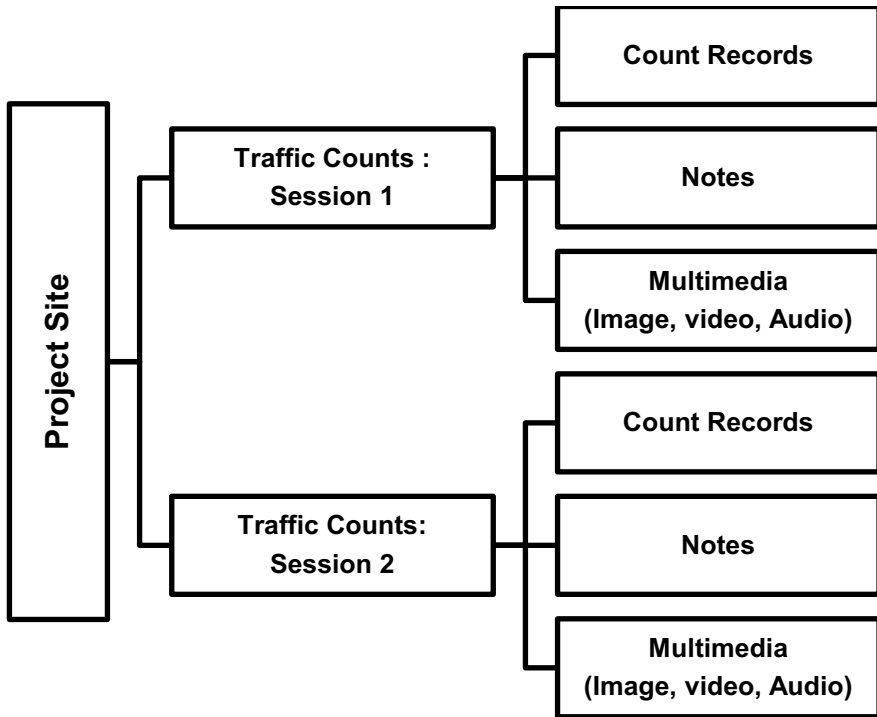 Project Site
Traffic Counts :
Session 1
Count Records
Notes
Multimedia
(Image, video, Audio)
Traffic Counts:
Session 2
Count Records
Notes
Multimedia
(Image, video, Audio)